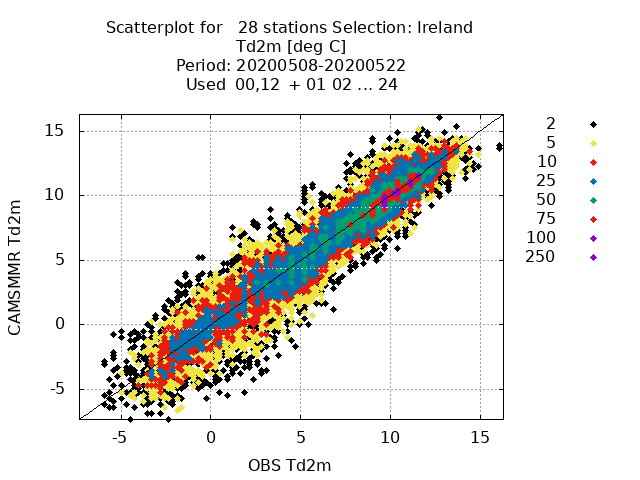 Scatterplot for 28 stations Selection: Ireland
Td2m [deg C]
Period: 20200508-20200522
Used 00,12 + 01 02 ... 24
2
5
10
25
50
75
100
250
CAMSMMR Td2m
15
10
5
0
-5
-5 0 5 10 15
OBS Td2m